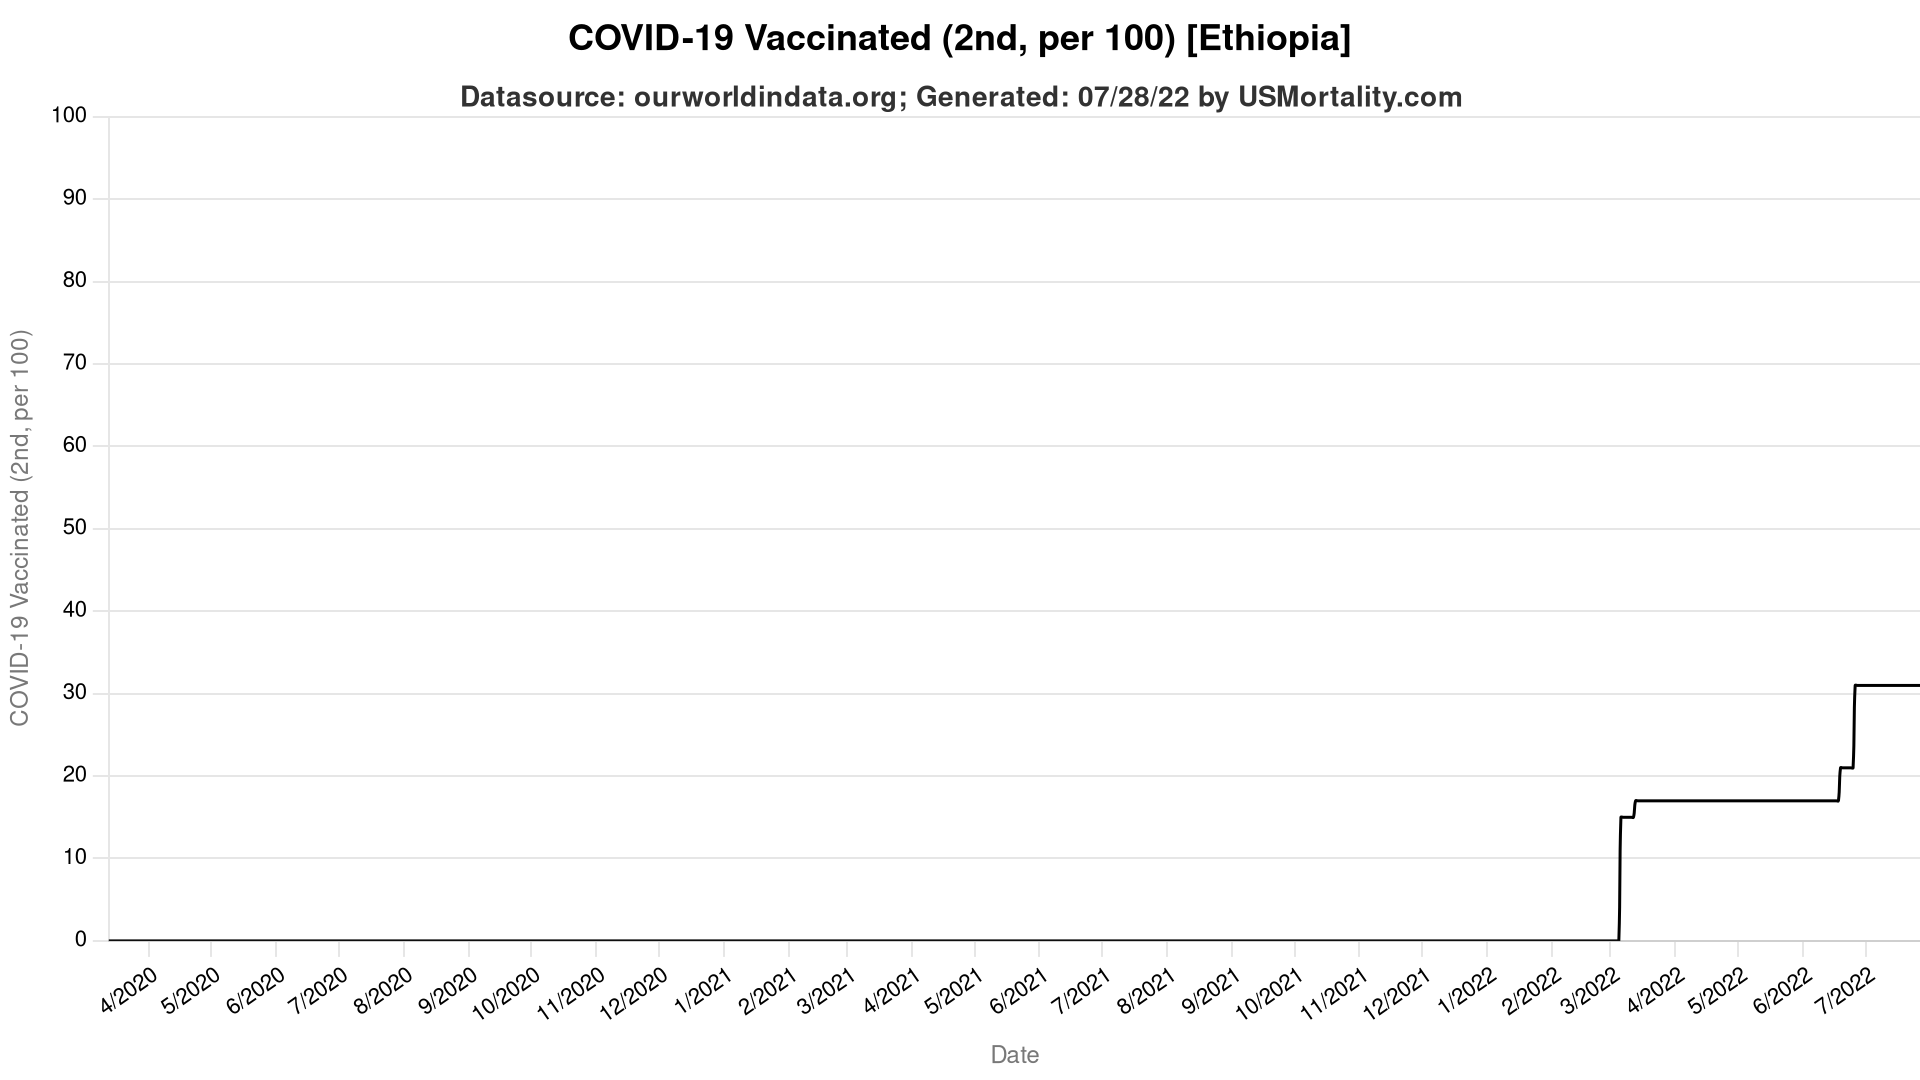 COVID-19 Vaccinated (2nd, per 100) [Ethiopia]
Datasource: ourworldindata.org; Generated: 07/28/22 by USMortality.com
COVID-19 Vaccinated (2nd, per 100)
100
90
80
70
60
50
40
30
20
10
0
4/2020 5/2020 6/2020 7/2020 8/2020 9/2020 10/2020 11/2020 12/2020 1/2021 2/2021 3/2021 4/2021 5/2021 6/2021 7/2021 8/2021 9/2021 10/2021 11/2021 12/2021 1/2022 2/2022 3/2022 4/2022 5/2022 6/2022 7/2022
Date